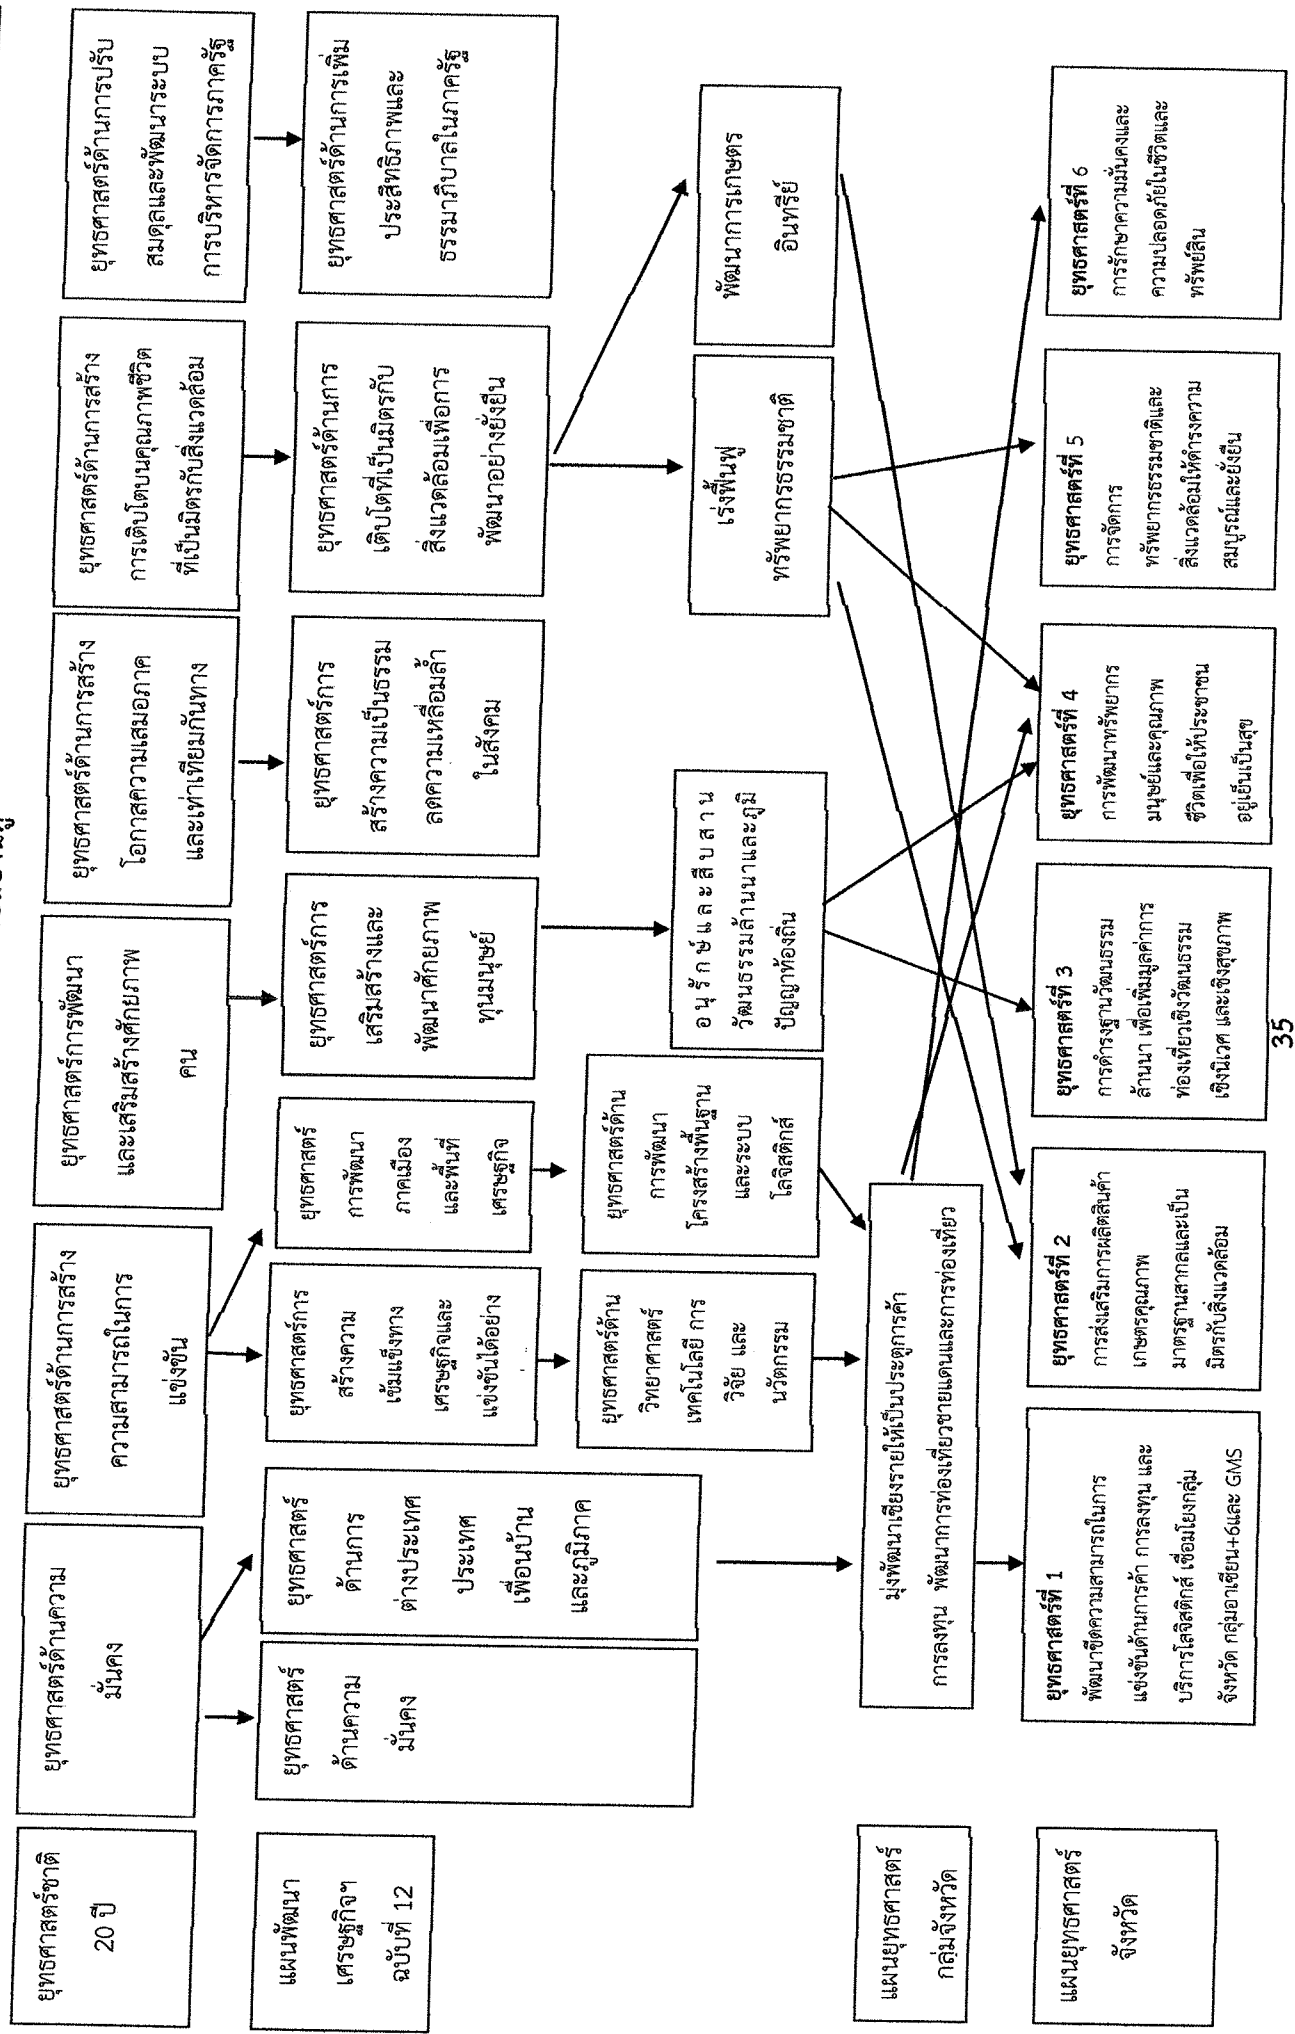 ยุทธศาสตร์ชาติ
20 ปี
ยุทธศาสตร์ด้านความ
มั่นคง
ยุทธศาสตร์ด้านการสร้าง
ความสามารถในการ
แข่งขัน
ยุทธศาสตร์การพัฒนา
และเสริมสร้างศักยภาพ
คน
ยุทธศาสตร์ด้านการสร้าง
โอกาสความเสมอภาค
และเท่าเทียมกันทาง
ยุทธศาสตร์ด้านการสร้าง
การเติบโตบนคุณภาพชีวิต
ที่เป็นมิตรกับสิ่งแวดล้อม
ยุทธศาสตร์ด้านการปรับ
สมดุลและพัฒนาระบบ
การบริหารจัดการภาครัฐ
แผนพัฒนา
เศรษฐกิจฯ
ฉบับที่ 12
ยุทธศาสตร์
ด้านความ
มั่นคง
ยุทธศาสตร์
ด้านการ
ต่างประเทศ
ประเทศ
เพื่อนบ้าน
และภูมิภาค
ยุทธศาสตร์การ
สร้างความ
เข้มแข็งทาง
เศรษฐกิจและ
แข่งขันได้อย่าง
ยุทธศาสตร์
การพัฒนา
ภาคเมือง
และพื้นที่
เศรษฐกิจ
ยุทธศาสตร์การ
เสริมสร้างและ
พัฒนาศักยภาพ
ทุนมนุษย์
ยุทธศาสตร์การ
สร้างความเป็นธรรม
ลดความเหลื่อมล้ำ
ในสังคม
ยุทธศาสตร์ด้านการ
เติบโตที่เป็นมิตรกับ
สิ่งแวดล้อมเพื่อการ
พัฒนาอย่างยั่งยืน
ยุทธศาสตร์ด้านการเพิ่ม
ประสิทธิภาพและ
ธรรมาภิบาลในภาครัฐ
ยุทธศาสตร์ด้าน
วิทยาศาสตร์
เทคโนโลยี การ
วิจัย และ
นวัตกรรม
ยุทธศาสตร์ด้าน
การพัฒนา
โครงสร้างพื้นฐาน
และระบบ
โลจิสติกส์
อนุรักษ์และสืบสาน
วัฒนธรรมล้านนาและภูมิ
ปัญญาท้องถิ่น
เร่งฟื้นฟู
ทรัพยากรธรรมชาติ
พัฒนาการเกษตร
อินทรีย์
แผนยุทธศาสตร์
กลุ่มจังหวัด
มุ่งพัฒนาเชียงรายให้เป็นประตูการค้า
การลงทุน พัฒนาการท่องเที่ยวชายแดนและการท่องเที่ยว
แผนยุทธศาสตร์
จังหวัด
ยุทธศาสตร์ที่ 1
พัฒนาขีดความสามารถในการ
แข่งขันด้านการค้า การลงทุน และ
บริการโลจิสติกส์ เชื่อมโยงกลุ่ม
จังหวัด กลุ่มอาเซียน+6และ GMS
ยุทธศาสตร์ที่ 2
การส่งเสริมการผลิตสินค้า
เกษตรคุณภาพ
มาตรฐานสากลและเป็น
มิตรกับสิ่งแวดล้อม
ยุทธศาสตร์ที่ 3
การดำรงฐานวัฒนธรรม
ล้านนา เพื่อเพิ่มมูลค่าการ
ท่องเที่ยวเชิงวัฒนธรรม
เชิงนิเวศ และเชิงสุขภาพ
ยุทธศาสตร์ที่ 4
การพัฒนาทรัพยากร
มนุษย์และคุณภาพ
ชีวิตเพื่อให้ประชาชน
อยู่เย็นเป็นสุข
ยุทธศาสตร์ที่ 5
การจัดการ
ทรัพยากรธรรมชาติและ
สิ่งแวดล้อมให้ดำรงความ
สมบูรณ์และยั่งยืน
ยุทธศาสตร์ที่ 6
การรักษาความมั่นคงและ
ความปลอดภัยในชีวิตและ
ทรัพย์สิน
35